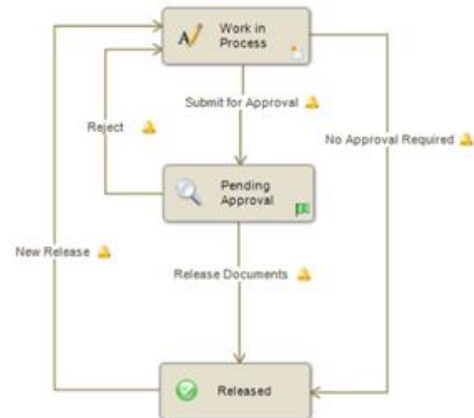 Work in
Process
Submit for Approval
Reject
No Approval Required
Pending
Approval
New Release
Release Documents
Released